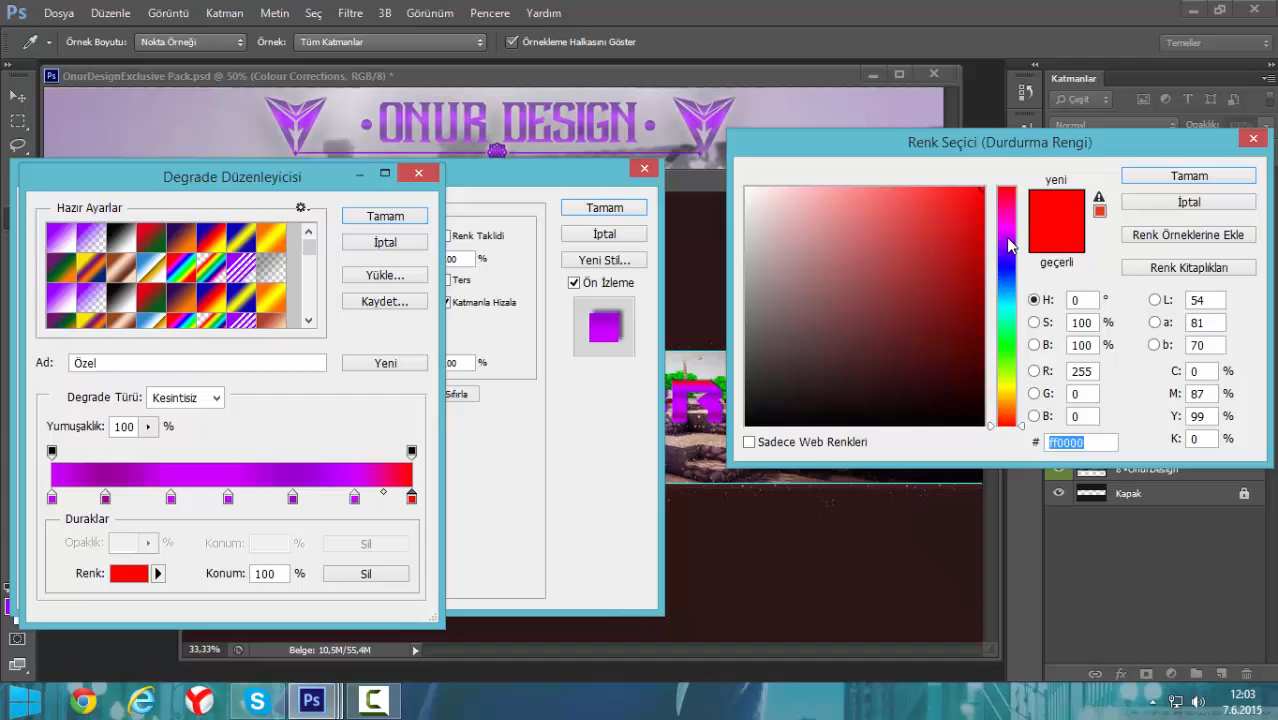 Ps Dosya Düzenle Görüntü Katman Metin Seç Filtre 3B Görünüm Pencere Yardım
Örnek Boyutu: Nokta Örneği Örnek: Tüm Katmanlar Örnekleme Halkasını Göster Temeller
Ps OnurDesignExclusive Pack.psd @ 50% (Colour Corrections, RGB/8) *
Katmanlar
Çeşit
Normal Opaklık:
ONUR DESIGN
Renk Seçici (Durdurma Rengi)
yeni
geçerli
Tamam
İptal
Renk Örneklerine Ekle
Renk Kitaplıkları
H: 0 °
S: 100 %
B: 100 %
R: 255
G: 0
B: 0
L: 54
a: 81
b: 70
C: 0 %
M: 87 %
Y: 99 %
K: 0 %
Sadece Web Renkleri
# ff0000
Degrade Düzenleyicisi
Hazır Ayarlar
Tamam
İptal
Yükle...
Kaydet...
Ad: Özel
Yeni
Degrade Türü: Kesintisiz
Yumuşaklık: 100 %
Duraklar
Opaklık: % Konum: % Sil
Renk: Konum: 100 % Sil
Renk Taklidi
00 %
Ters
Katmanla Hizala
00 %
Sıfırla
Tamam
İptal
Yeni Stil...
Ön İzleme
Kapak
33,33% Belge: 10,5M/55,4M
Ps
12:03
7.6.2015